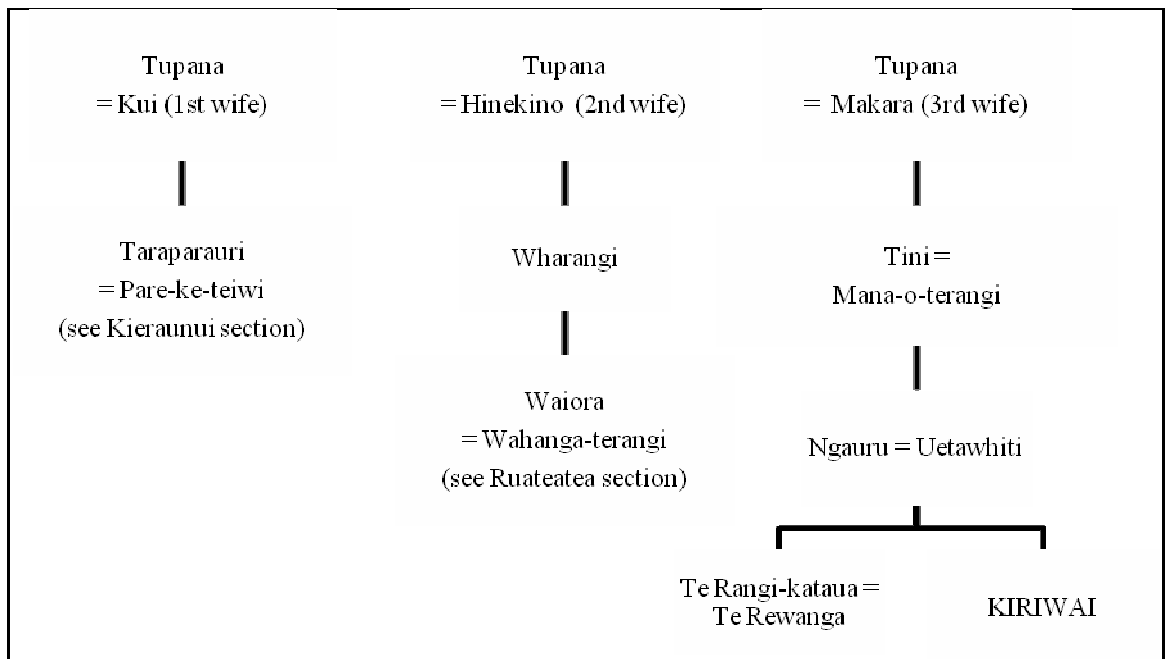 Tupana
= Kui (1st wife)
Taraparauri
= Pare-ke-teiwi
(see Kieraunui section)
Tupana
= Hinekino (2nd wife)
Wharangi
Waiora
= Wahanga-terangi
(see Ruateatea section)
Tupana
= Makara (3rd wife)
Tini =
Mana-o-terangi
Ngauru = Uetawhiti
Te Rangi-kataua =
Te Rewanga
KIRIWAI